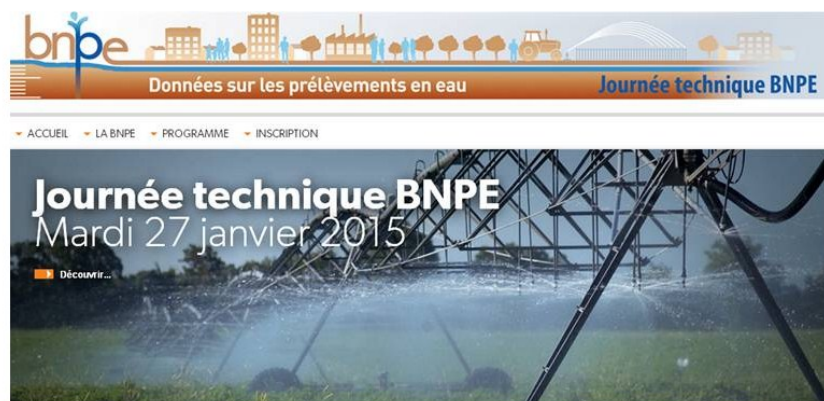 bnpe
Données sur les prélèvements en eau
Journée technique BNPE
ACCUEIL LA BNPE PROGRAMME INSCRIPTION
Journée technique BNPE
Mardi 27 janvier 2015
Découvrir...